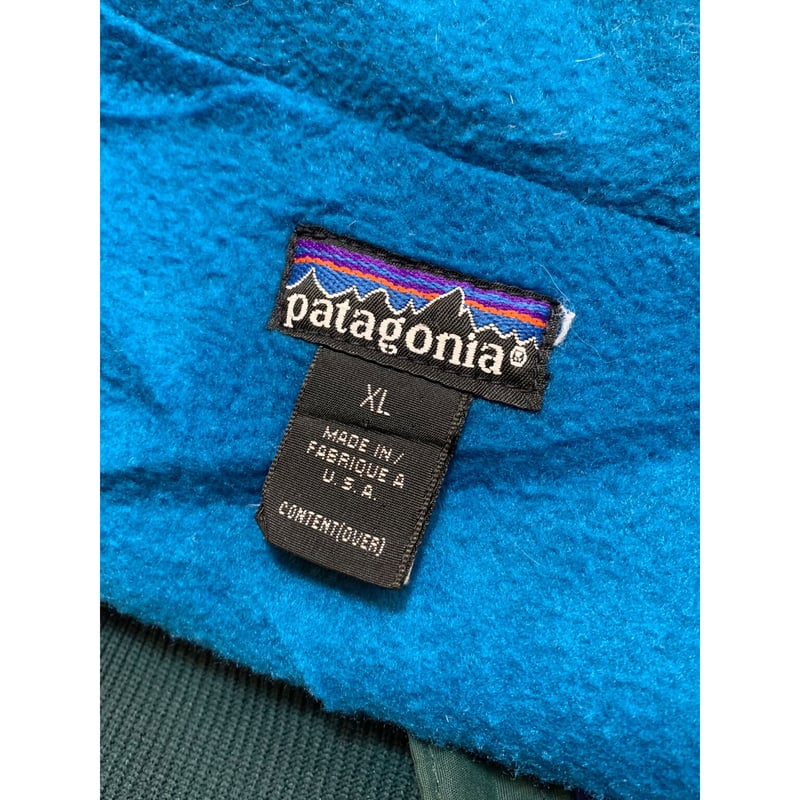 patagonia®
XL
MADE IN/
FABRIQUE A
U.S.A.
CONTENT(OVER)